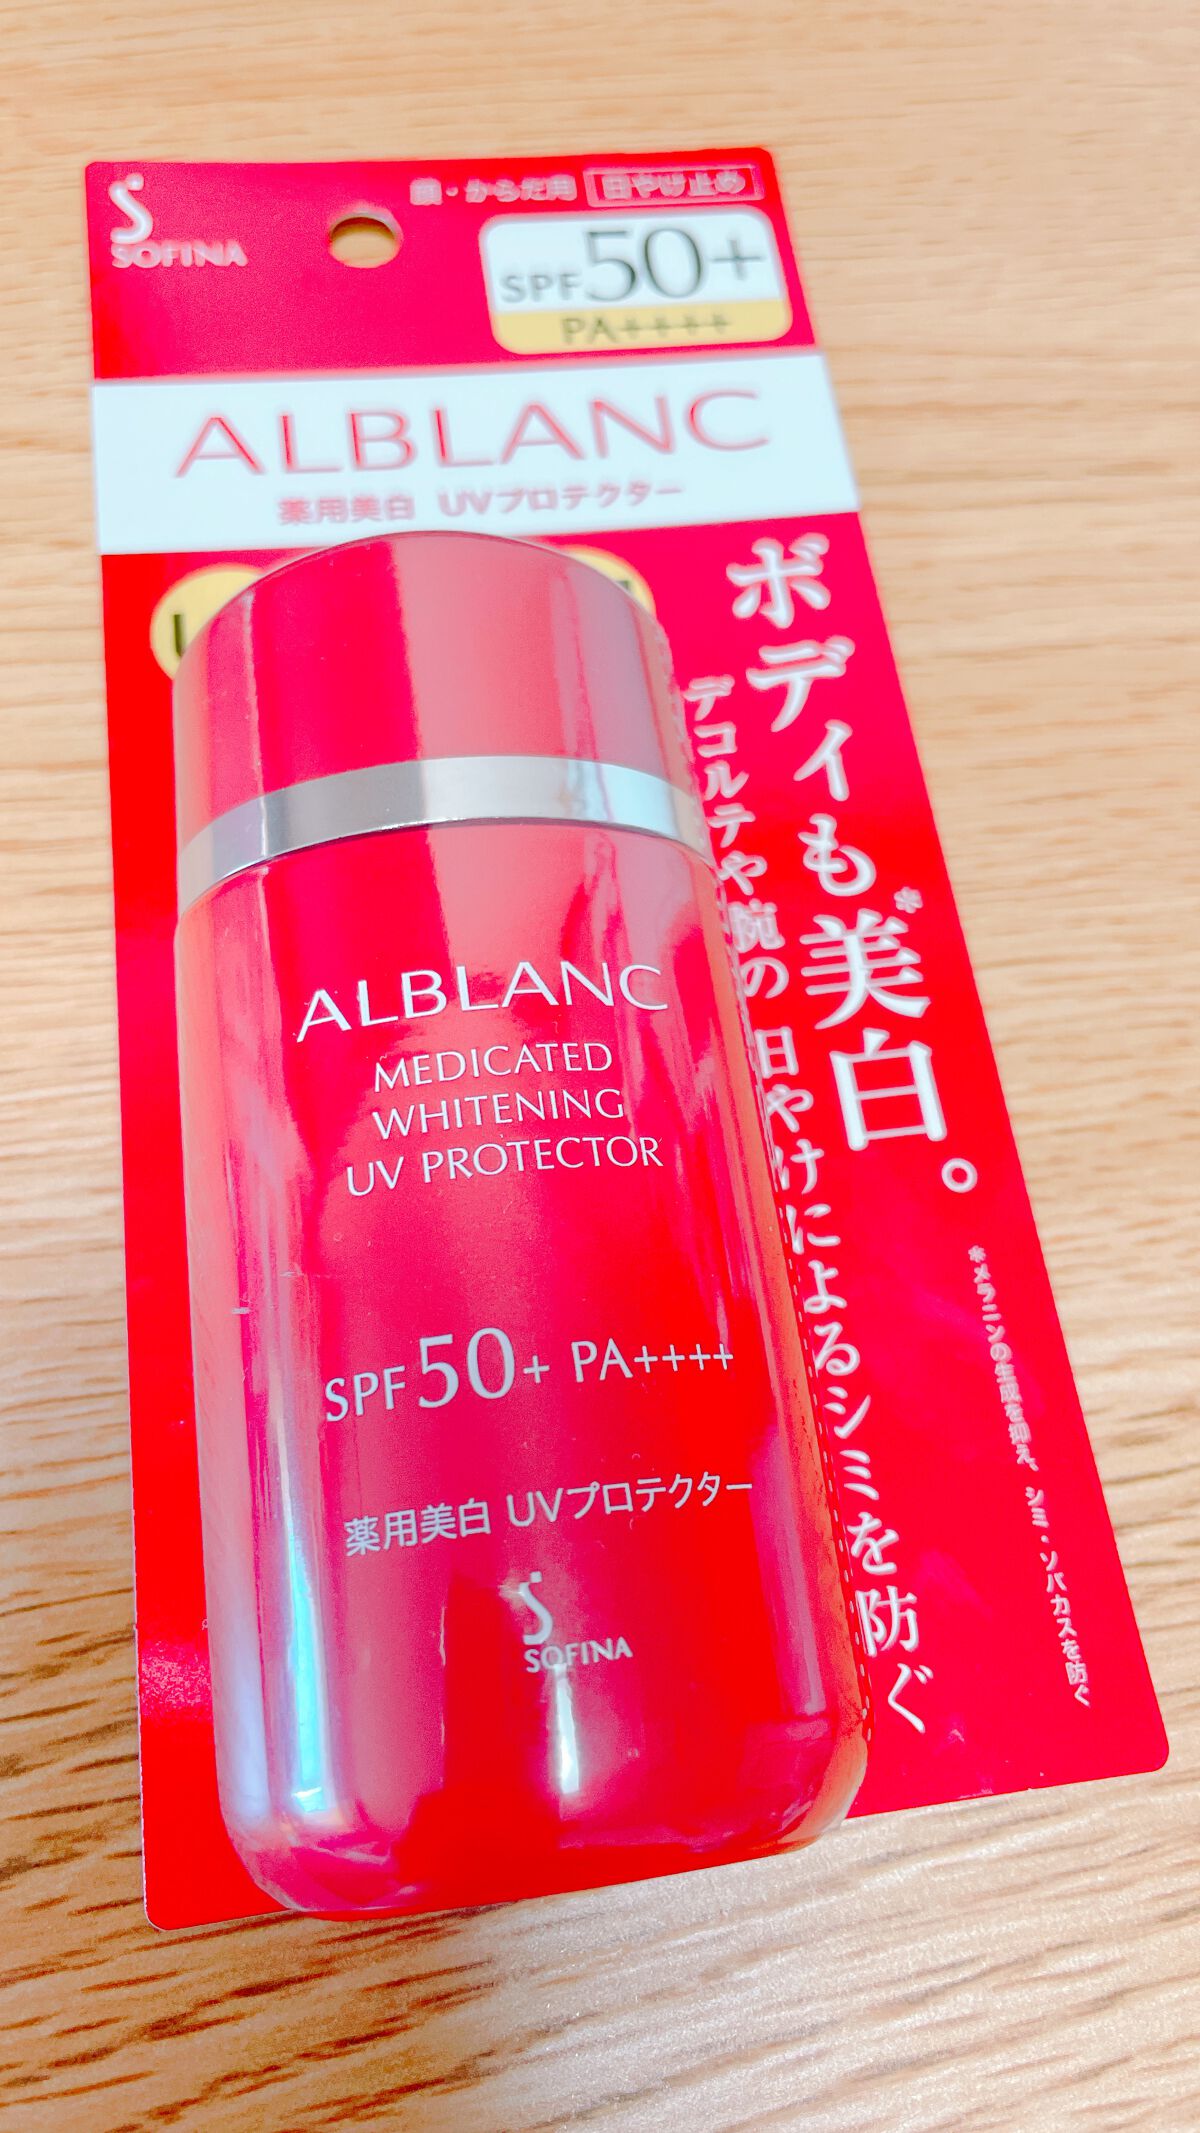 SOFINA
顔・からだ用 日やけ止め
SPF50+
PA++++
ALBLANC
薬用美白 UVプロテクター
ボディも美白*。
デコルテや腕の日やけによるシミを防ぐ
*メラニンの生成を抑え、シミ・ソバカスを防ぐ
ALBLANC
MEDICATED
WHITENING
UV PROTECTOR
SPF50+ PA++++
薬用美白 UVプロテクター
SOFINA